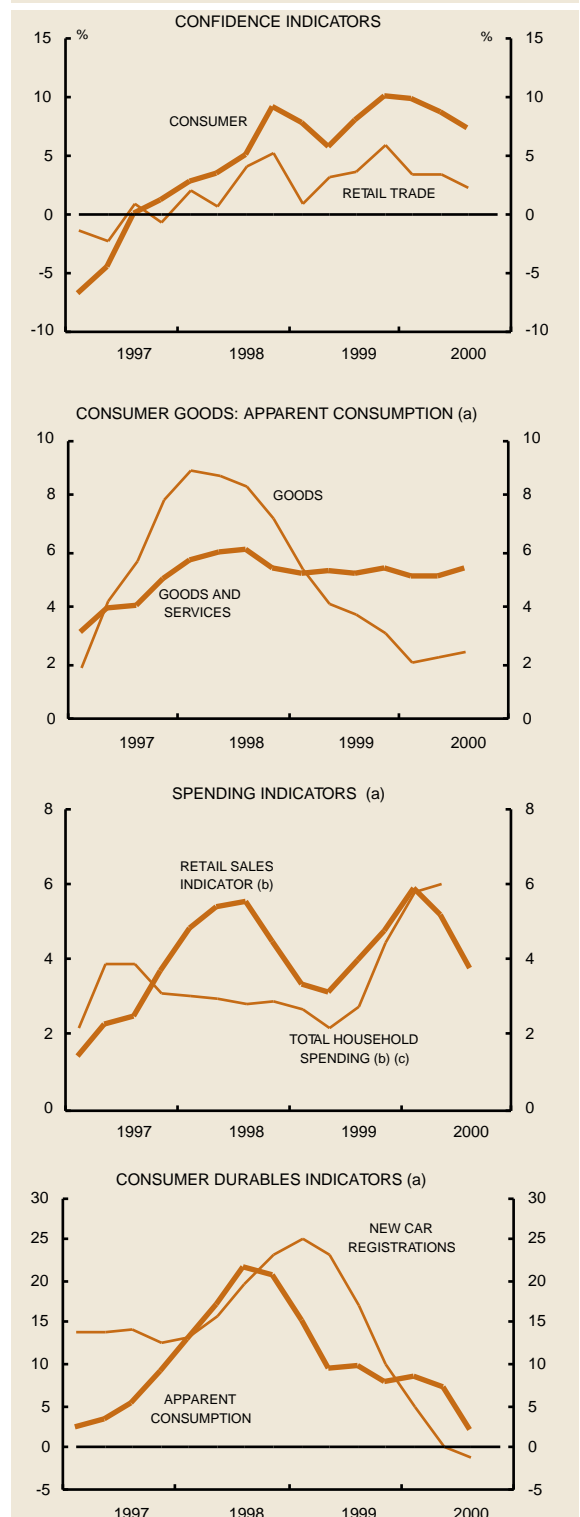 CONFIDENCE INDICATORS
15 % % 15
10 10
CONSUMER
5 5
RETAIL TRADE
0 0
-5 -5
-10 -10
1997 1998 1999 2000
CONSUMER GOODS: APPARENT CONSUMPTION (a)
10 10
8 8
GOODS
6 6
GOODS AND
SERVICES
4 4
2 2
0 0
1997 1998 1999 2000
SPENDING INDICATORS (a)
8 8
RETAIL SALES
INDICATOR (b)
6 6
4 4
2 2
TOTAL HOUSEHOLD
SPENDING (b) (c)
0 0
1997 1998 1999 2000
CONSUMER DURABLES INDICATORS (a)
30 30
NEW CAR
REGISTRATIONS
25 25
20 20
15 15
10 10
APPARENT
CONSUMPTION
5 5
0 0
-5 -5
1997 1998 1999 2000